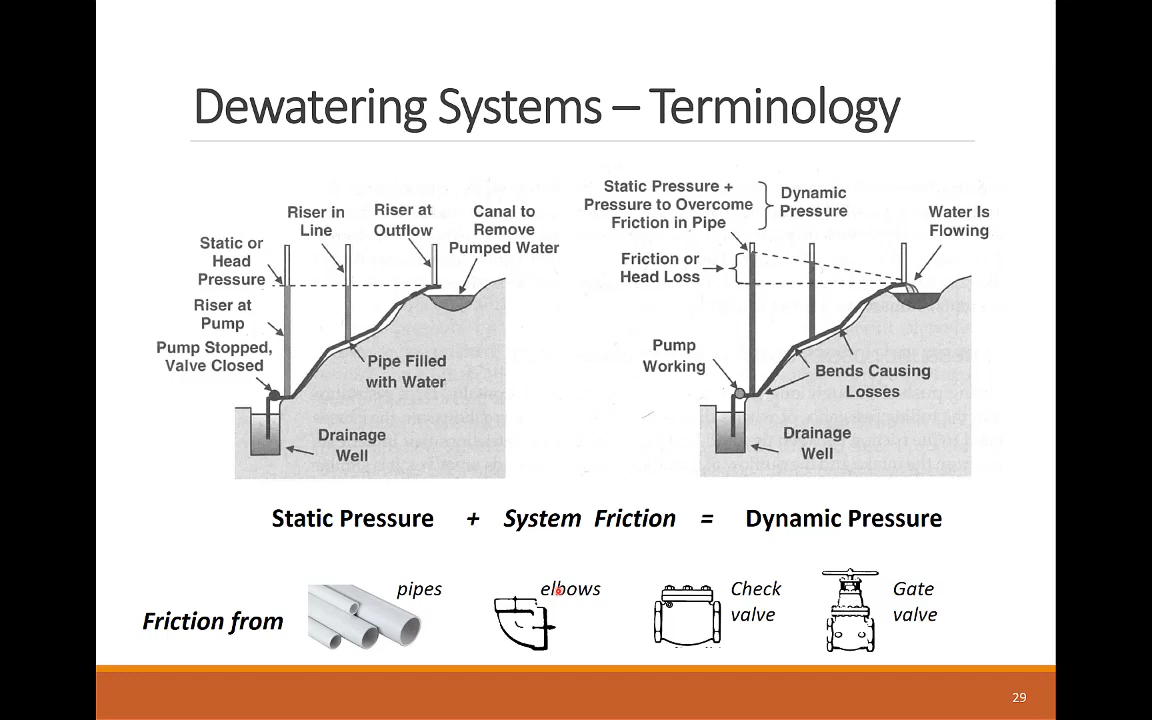 Dewatering Systems – Terminology
Riser in
Line
Riser at
Outflow
Canal to
Remove
Pumped Water
Static or
Head
Pressure
Riser at
Pump
Pump Stopped,
Valve Closed
Pipe Filled
with Water
Drainage
Well
Static Pressure +
Pressure to Overcome
Friction in Pipe
Dynamic
Pressure
Water Is
Flowing
Friction or
Head Loss
Pump
Working
Bends Causing
Losses
Drainage
Well
Static Pressure + System Friction = Dynamic Pressure
Friction from
pipes
elbows
Check
valve
Gate
valve
29